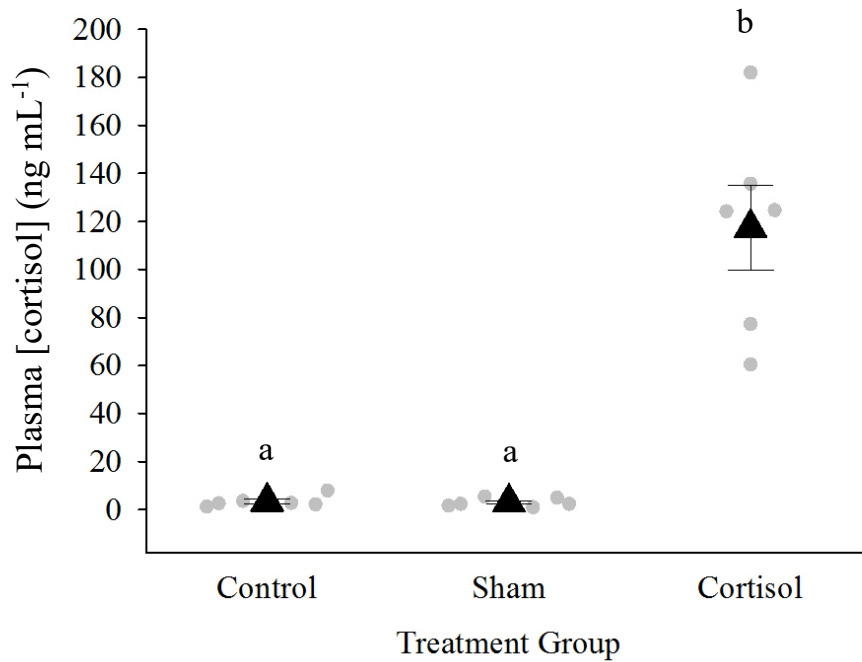 Plasma [cortisol] (ng mL⁻¹)
200
180
160
140
120
100
80
60
40
20
0
a
a
b
Control
Sham
Cortisol
Treatment Group